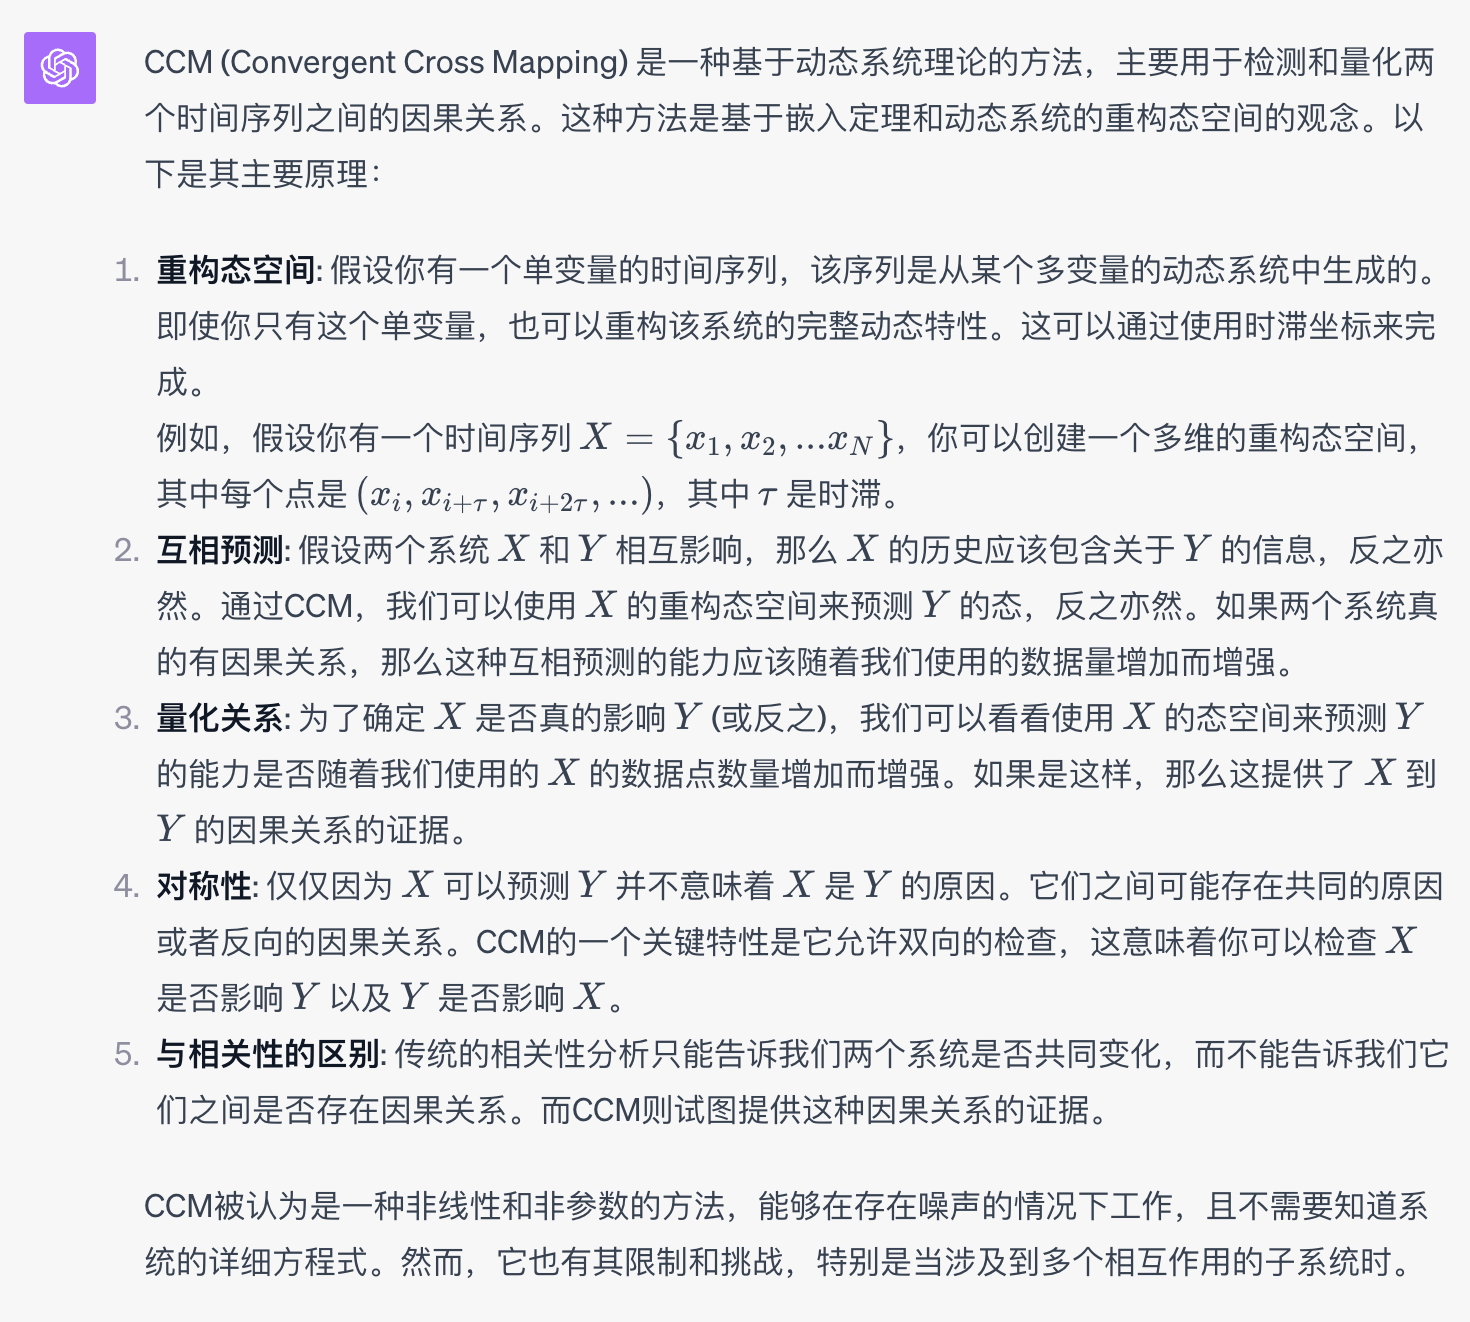 CCM (Convergent Cross Mapping) 是一种基于动态系统理论的方法，主要用于检测和量化两
个时间序列之间的因果关系。这种方法是基于嵌入定理和动态系统的重构态空间的观念。以
下是其主要原理：
1. 重构态空间: 假设你有一个单变量的时间序列，该序列是从某个多变量的动态系统中生成的。
即使你只有这个单变量，也可以重构该系统的完整动态特性。这可以通过使用时滞坐标来完
成。
例如，假设你有一个时间序列 X = {x₁, x₂, ...x_N}，你可以创建一个多维的重构态空间，
其中每个点是 (x_i, x_{i+τ}, x_{i+2τ}, ...)，其中 τ 是时滞。
2. 互相预测: 假设两个系统 X 和 Y 相互影响，那么 X 的历史应该包含关于 Y 的信息，反之亦
然。通过CCM，我们可以使用 X 的重构态空间来预测 Y 的态，反之亦然。如果两个系统真
的有因果关系，那么这种互相预测的能力应该随着我们使用的数据量增加而增强。
3. 量化关系: 为了确定 X 是否真的影响 Y (或反之)，我们可以看看使用 X 的态空间来预测 Y
的能力是否随着我们使用的 X 的数据点数量增加而增强。如果是这样，那么这提供了 X 到
Y 的因果关系的证据。
4. 对称性: 仅仅因为 X 可以预测 Y 并不意味着 X 是 Y 的原因。它们之间可能存在共同的原因
或者反向的因果关系。CCM的一个关键特性是它允许双向的检查，这意味着你可以检查 X
是否影响 Y 以及 Y 是否影响 X。
5. 与相关性的区别: 传统的相关性分析只能告诉我们两个系统是否共同变化，而不能告诉我们它
们之间是否存在因果关系。而CCM则试图提供这种因果关系的证据。
CCM被认为是一种非线性和非参数的方法，能够在存在噪声的情况下工作，且不需要知道系
统的详细方程式。然而，它也有其限制和挑战，特别是当涉及到多个相互作用的子系统时。